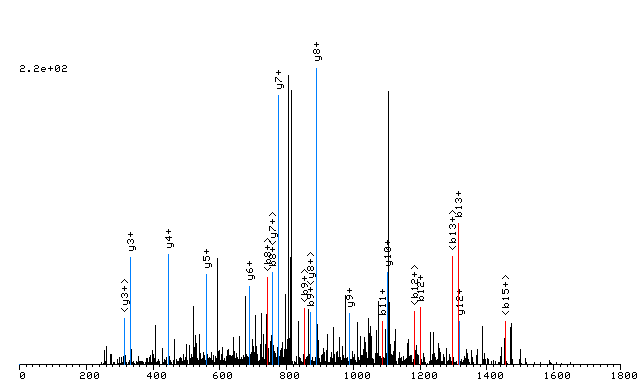 2.2e+02
y8+
y7+
b13+
y3+
y4+
<b13+>
<y7+>
<b8+>
b8+
y5+
y6+
<y8+>
<b9+>
b9+
y9+
y10+
b11+
<b12+>
b12+
y12+
<b15+>
<y3+>
0 200 400 600 800 1000 1200 1400 1600 1800